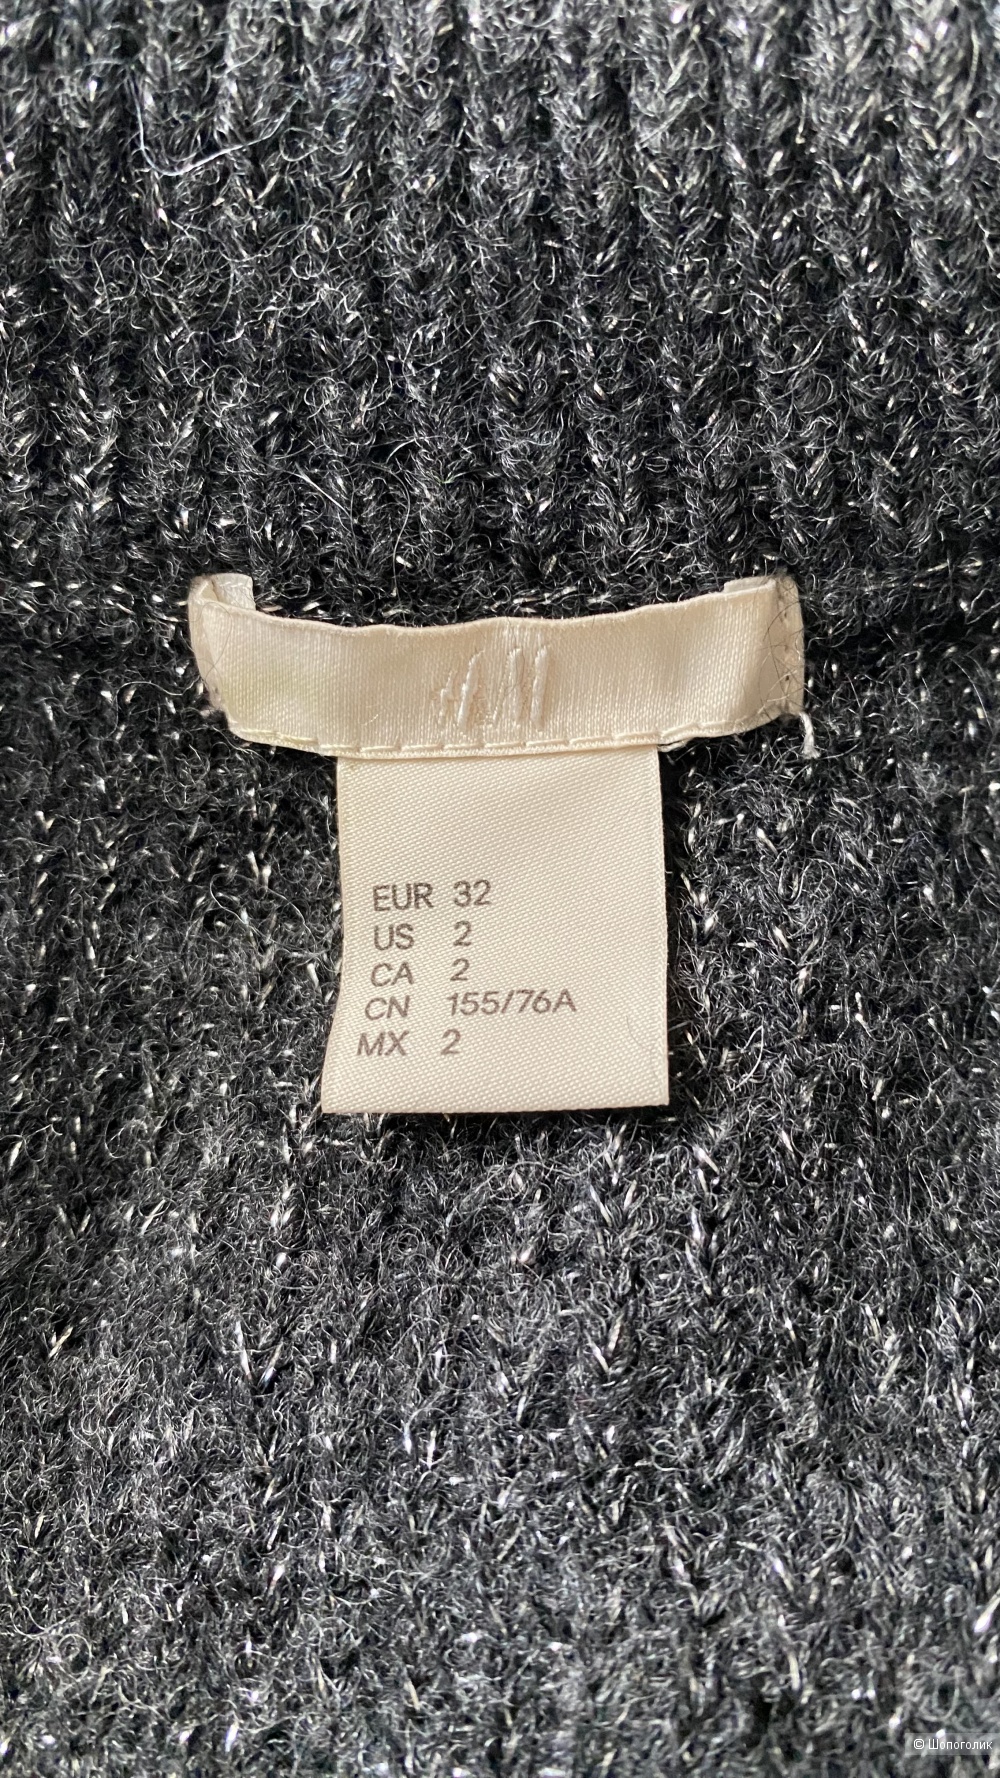 H&M
EUR 32
US 2
CA 2
CN 155/76A
MX 2
© Шопоголик